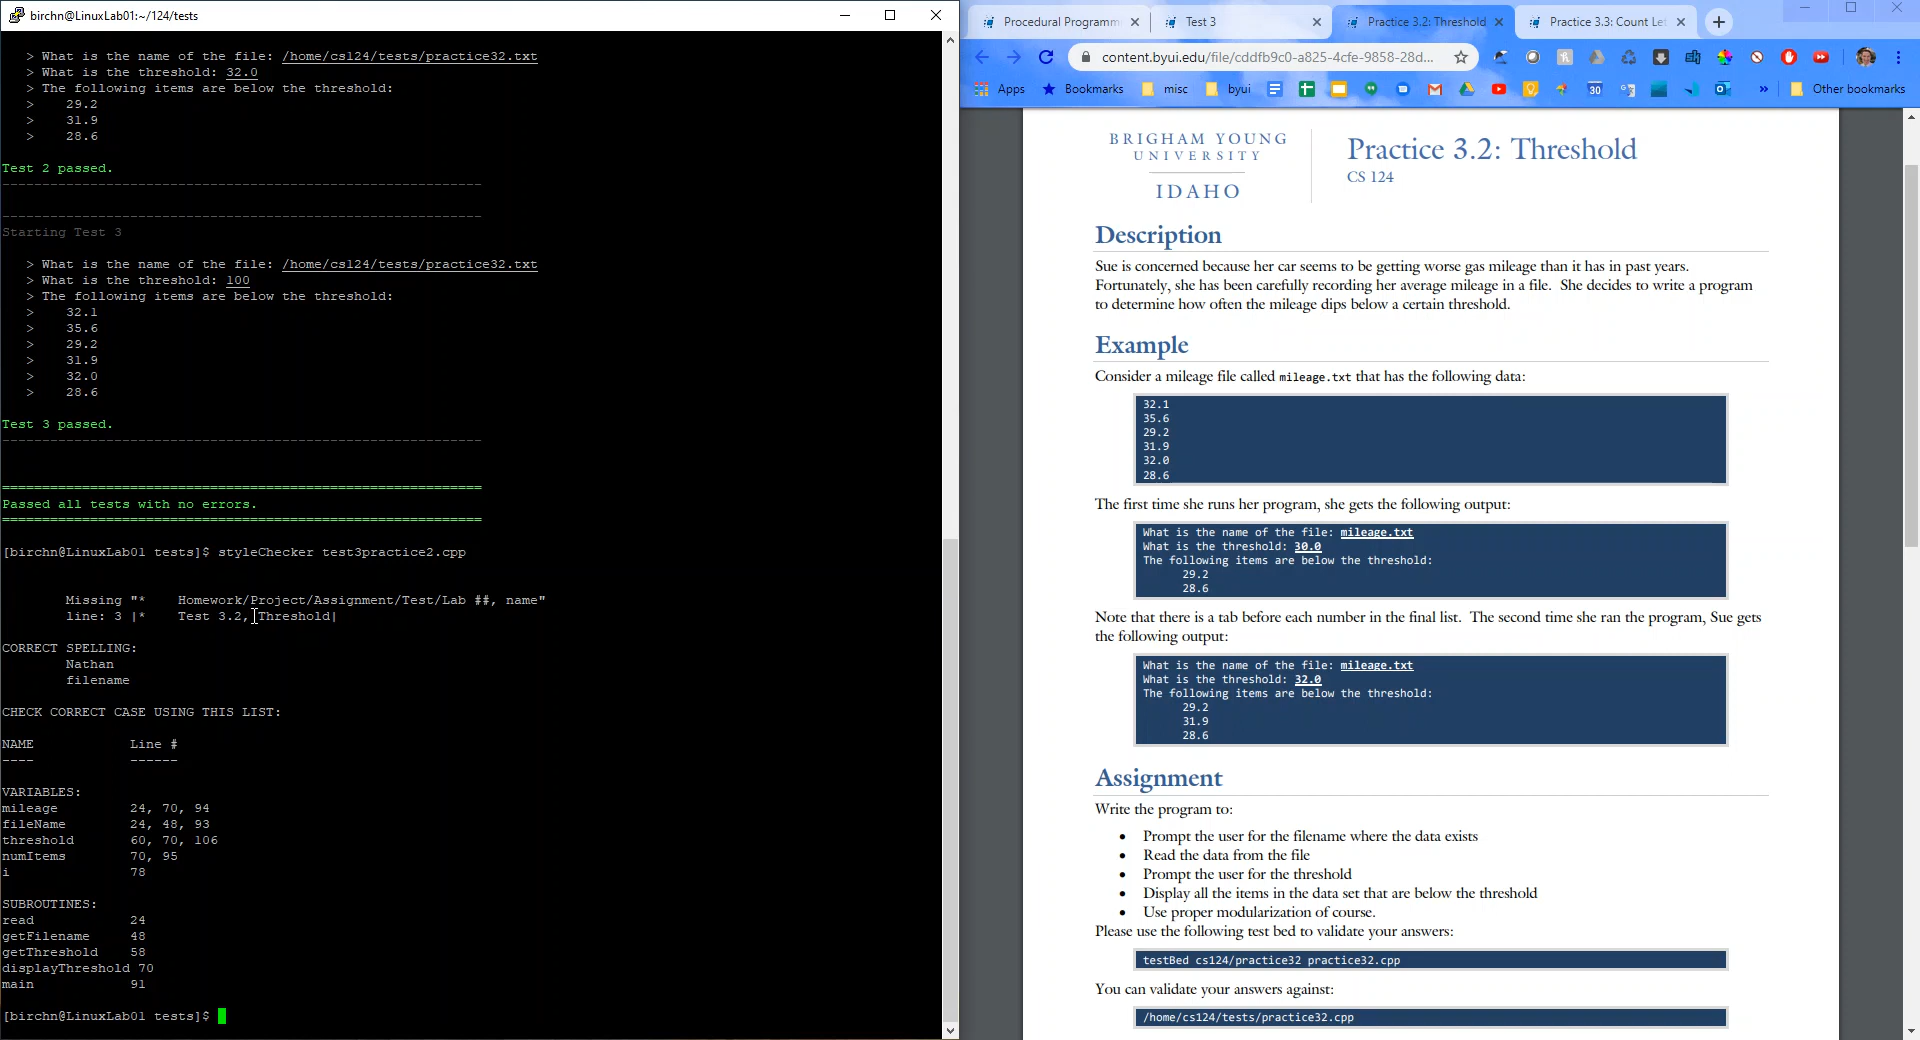 birchn@LinuxLab01:~/124/tests
> What is the name of the file: /home/cs124/tests/practice32.txt
> What is the threshold: 32.0
> The following items are below the threshold:
> 29.2
> 31.9
> 28.6
Test 2 passed.
------------------------------------------------------------
------------------------------------------------------------
Starting Test 3
> What is the name of the file: /home/cs124/tests/practice32.txt
> What is the threshold: 100
> The following items are below the threshold:
> 32.1
> 35.6
> 29.2
> 31.9
> 32.0
> 28.6
Test 3 passed.
------------------------------------------------------------
============================================================
Passed all tests with no errors.
============================================================
[birchn@LinuxLab01 tests]$ styleChecker test3practice2.cpp
Missing "* Homework/Project/Assignment/Test/Lab ##, name"
line: 3 |* Test 3.2, Threshold|
CORRECT SPELLING:
Nathan
filename
CHECK CORRECT CASE USING THIS LIST:
NAME Line #
---- ------
VARIABLES:
mileage 24, 70, 94
fileName 24, 48, 93
threshold 60, 70, 106
numItems 70, 95
i 78
SUBROUTINES:
read 24
getFilename 48
getThreshold 58
displayThreshold 70
main 91
[birchn@LinuxLab01 tests]$
Procedural Programm
Test 3
Practice 3.2: Threshold
Practice 3.3: Count Let
content.byui.edu/file/cddfb9c0-a825-4cfe-9858-28d...
Apps
Bookmarks
misc
byui
30
»
Other bookmarks
BRIGHAM YOUNG
UNIVERSITY
IDAHO
Practice 3.2: Threshold
CS 124
Description
Sue is concerned because her car seems to be getting worse gas mileage than it has in past years.
Fortunately, she has been carefully recording her average mileage in a file. She decides to write a program
to determine how often the mileage dips below a certain threshold.
Example
Consider a mileage file called mileage.txt that has the following data:
32.1
35.6
29.2
31.9
32.0
28.6
The first time she runs her program, she gets the following output:
What is the name of the file: mileage.txt
What is the threshold: 30.0
The following items are below the threshold:
29.2
28.6
Note that there is a tab before each number in the final list. The second time she ran the program, Sue gets
the following output:
What is the name of the file: mileage.txt
What is the threshold: 32.0
The following items are below the threshold:
29.2
31.9
28.6
Assignment
Write the program to:
• Prompt the user for the filename where the data exists
• Read the data from the file
• Prompt the user for the threshold
• Display all the items in the data set that are below the threshold
• Use proper modularization of course.
Please use the following test bed to validate your answers:
testBed cs124/practice32 practice32.cpp
You can validate your answers against:
/home/cs124/tests/practice32.cpp